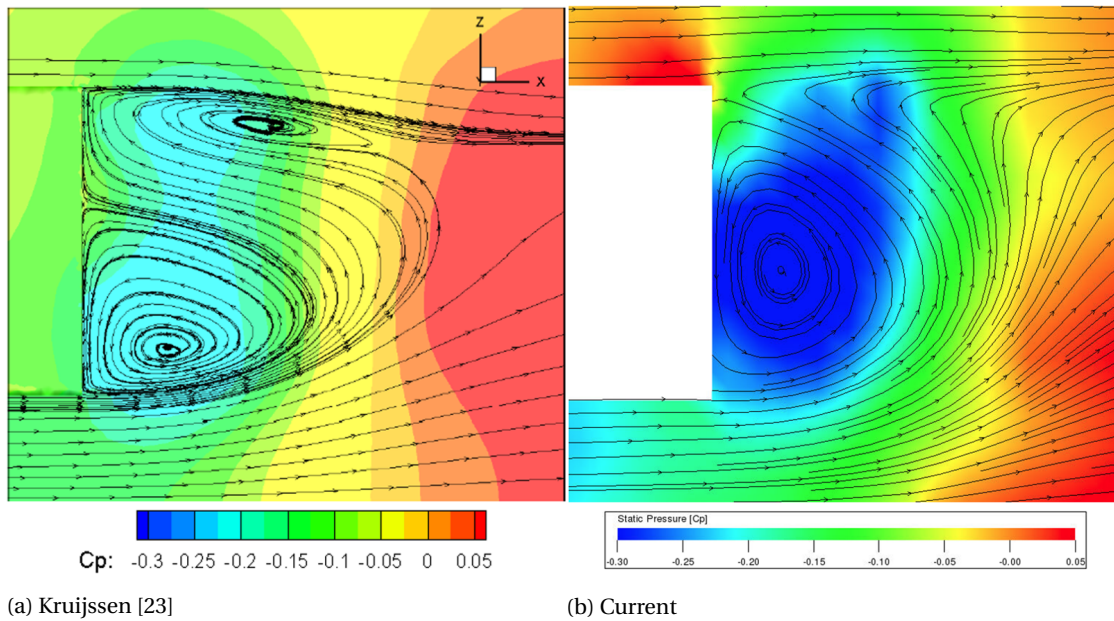 z
x
Cp: -0.3 -0.25 -0.2 -0.15 -0.1 -0.05 0 0.05
Static Pressure [Cp]
-0.30 -0.25 -0.20 -0.15 -0.10 -0.05 -0.00 0.05
(a) Kruijssen [23]
(b) Current